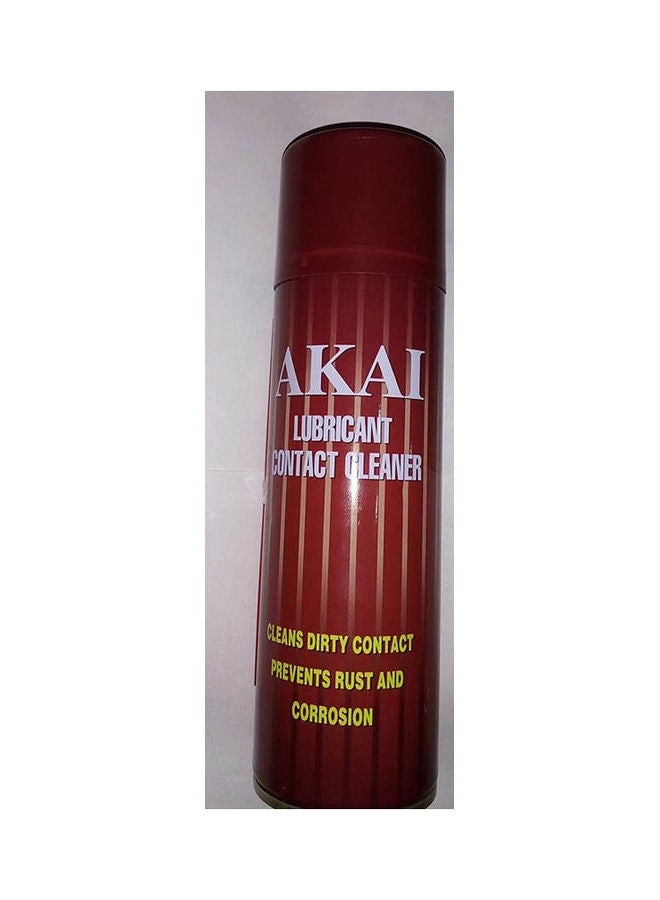 AKAI
LUBRICANT
CONTACT CLEANER
CLEANS DIRTY CONTACT
PREVENTS RUST AND
CORROSION